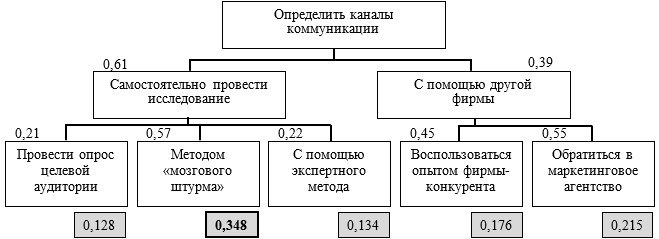 Определить каналы
коммуникации
0,61
0,39
Самостоятельно провести
исследование
С помощью другой
фирмы
0,21
0,57
0,22
0,45
0,55
Провести опрос
целевой
аудитории
Методом
«мозгового
штурма»
С помощью
экспертного
метода
Воспользоваться
опытом фирмы-
конкурента
Обратиться в
маркетинговое
агентство
0,128
0,348
0,134
0,176
0,215